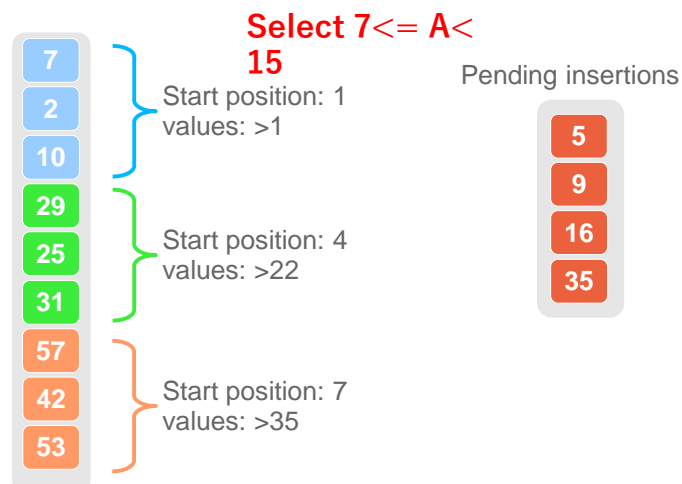 Select 7<= A<
15
7
2
10
29
25
31
57
42
53
Start position: 1
values: >1
Start position: 4
values: >22
Start position: 7
values: >35
Pending insertions
5
9
16
35